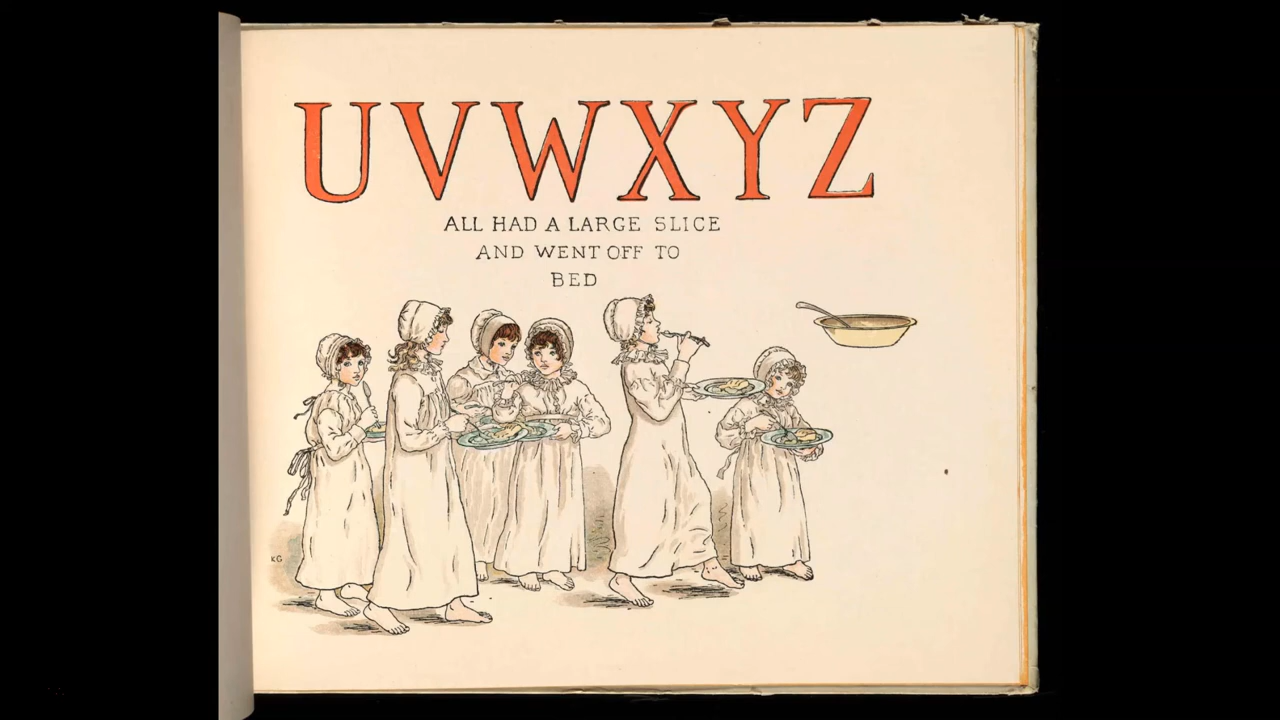 UVWXYZ
ALL HAD A LARGE SLICE
AND WENT OFF TO
BED
KG